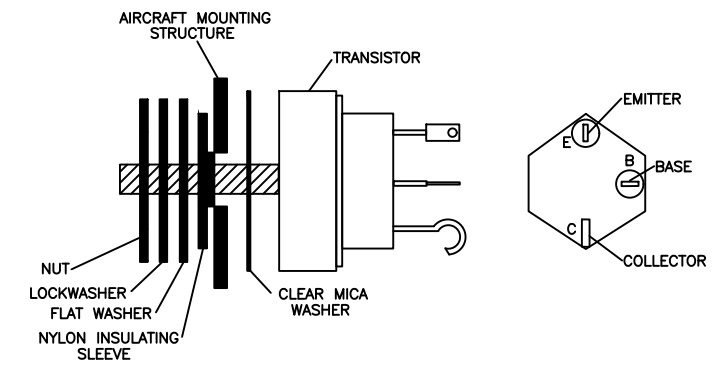 AIRCRAFT MOUNTING
STRUCTURE
TRANSISTOR
EMITTER
E
B
BASE
C
COLLECTOR
NUT
LOCKWASHER
FLAT WASHER
NYLON INSULATING
SLEEVE
CLEAR MICA
WASHER